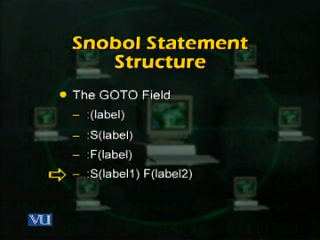 Snobol Statement
Structure
The GOTO Field
– :(label)
– :S(label)
– :F(label)
– :S(label1) F(label2)
VU